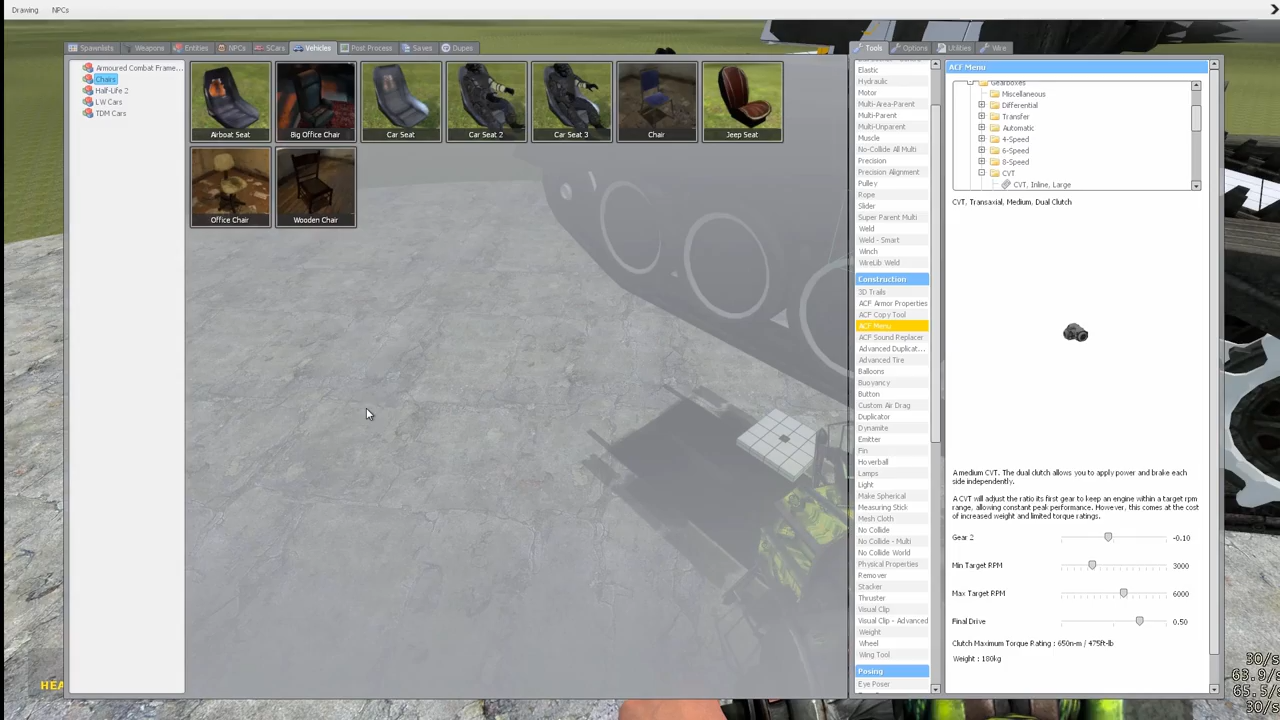 Drawing NPCs
Spawnlists Weapons Entities NPCs SCars Vehicles Post Process Saves Dupes
Armoured Combat Frame...
Chairs
Half-Life 2
LW Cars
TDM Cars
Airboat Seat Big Office Chair Car Seat Car Seat 2 Car Seat 3 Chair Jeep Seat
Office Chair Wooden Chair
Tools Options Utilities Wire
Elastic
Hydraulic
Motor
Multi-Area-Parent
Multi-Parent
Multi-Unparent
Muscle
No-Collide All Multi
Precision
Precision Alignment
Pulley
Rope
Slider
Super Parent Multi
Weld
Weld - Smart
Winch
WireLib Weld
Construction
3D Trails
ACF Armor Properties
ACF Copy Tool
ACF Menu
ACF Sound Replacer
Advanced Duplicat...
Advanced Tire
Balloons
Buoyancy
Button
Custom Air Drag
Duplicator
Dynamite
Emitter
Fin
Hoverball
Lamps
Light
Make Spherical
Measuring Stick
Mesh Cloth
No Collide
No Collide - Multi
No Collide World
Physical Properties
Remover
Stacker
Thruster
Visual Clip
Visual Clip - Advanced
Weight
Wheel
Wing Tool
Posing
Eye Poser
ACF Menu
Gearboxes
Miscellaneous
Differential
Transfer
Automatic
4-Speed
6-Speed
8-Speed
CVT
CVT, Inline, Large
CVT, Transaxial, Medium, Dual Clutch
A medium CVT. The dual clutch allows you to apply power and brake each
side independently.
A CVT will adjust the ratio its first gear to keep an engine within a target rpm
range, allowing constant peak performance. However, this comes at the cost
of increased weight and limited torque ratings.
Gear 2 -0.10
Min Target RPM 3000
Max Target RPM 6000
Final Drive 0.50
Clutch Maximum Torque Rating : 650n-m / 475ft-lb
Weight : 180kg
HEA
30/s
65.5/
30/s